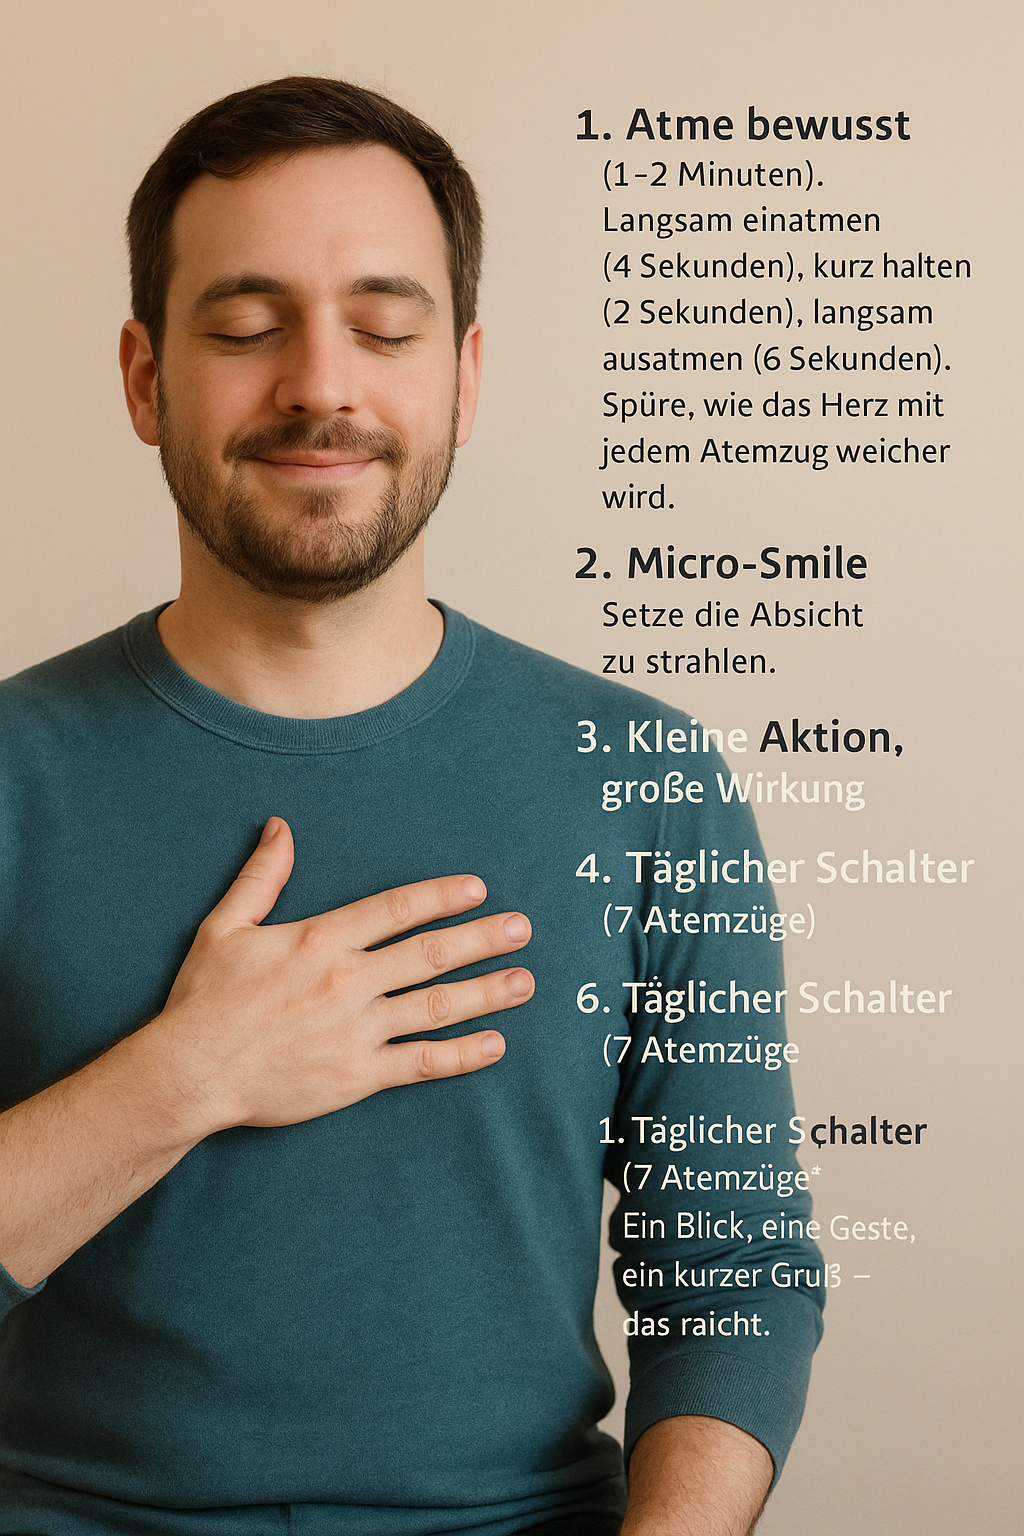 1. Atme bewusst
(1–2 Minuten).
Langsam einatmen
(4 Sekunden), kurz halten
(2 Sekunden), langsam
ausatmen (6 Sekunden).
Spüre, wie das Herz mit
jedem Atemzug weicher
wird.
2. Micro-Smile
Setze die Absicht
zu strahlen.
3. Kleine Aktion,
große Wirkung
4. Täglicher Schalter
(7 Atemzüge)
6. Täglicher Schalter
(7 Atemzüge
1. Täglicher Şchalter
(7 Atemzüge*
Ein Blick, eine Geste,
ein kurzer Gruß –
das raicht.